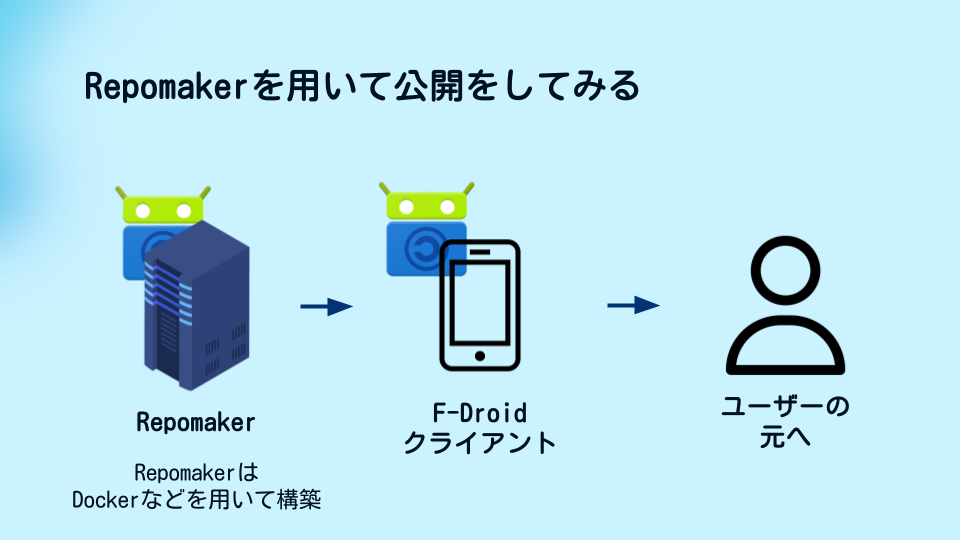 Repomakerを用いて公開をしてみる
Repomaker
Repomakerは
Dockerなどを用いて構築
F-Droid
クライアント
ユーザーの
元へ